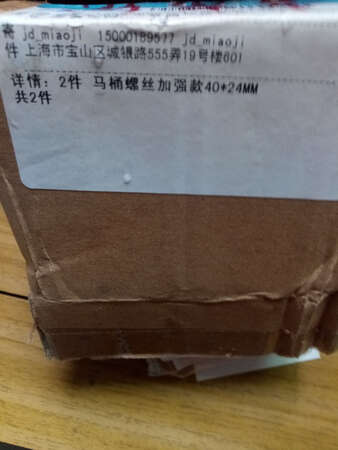 寄 jd_miaoji 15000189577 jd_miaoji
件 上海市宝山区城银路555弄19号楼601
详情: 2件 马桶螺丝加强款40*24MM
共2件